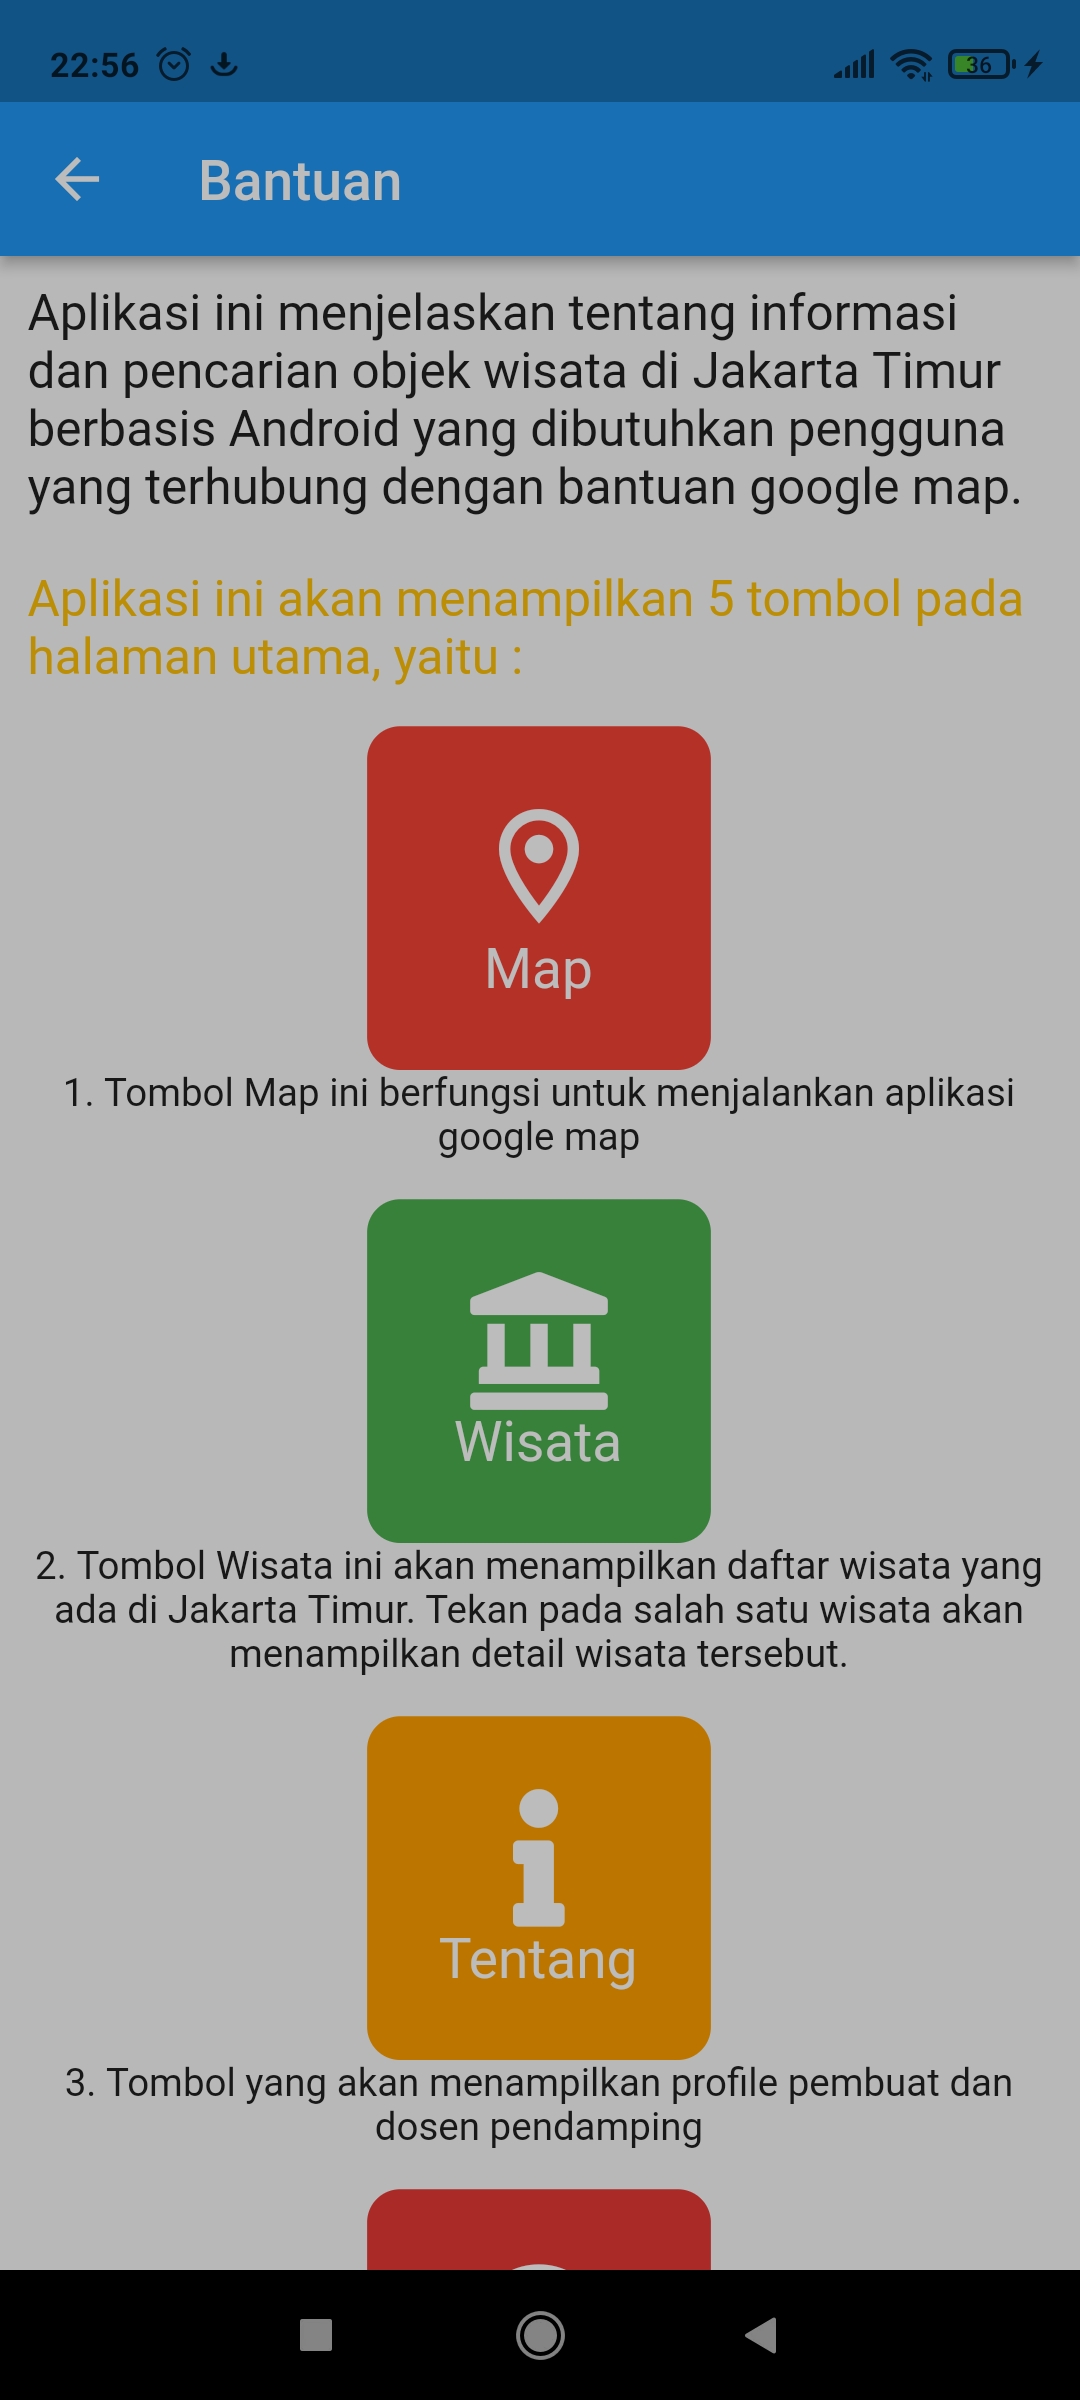 22:56
36
Bantuan
Aplikasi ini menjelaskan tentang informasi
dan pencarian objek wisata di Jakarta Timur
berbasis Android yang dibutuhkan pengguna
yang terhubung dengan bantuan google map.
Aplikasi ini akan menampilkan 5 tombol pada
halaman utama, yaitu :
Map
1. Tombol Map ini berfungsi untuk menjalankan aplikasi
google map
Wisata
2. Tombol Wisata ini akan menampilkan daftar wisata yang
ada di Jakarta Timur. Tekan pada salah satu wisata akan
menampilkan detail wisata tersebut.
Tentang
3. Tombol yang akan menampilkan profile pembuat dan
dosen pendamping